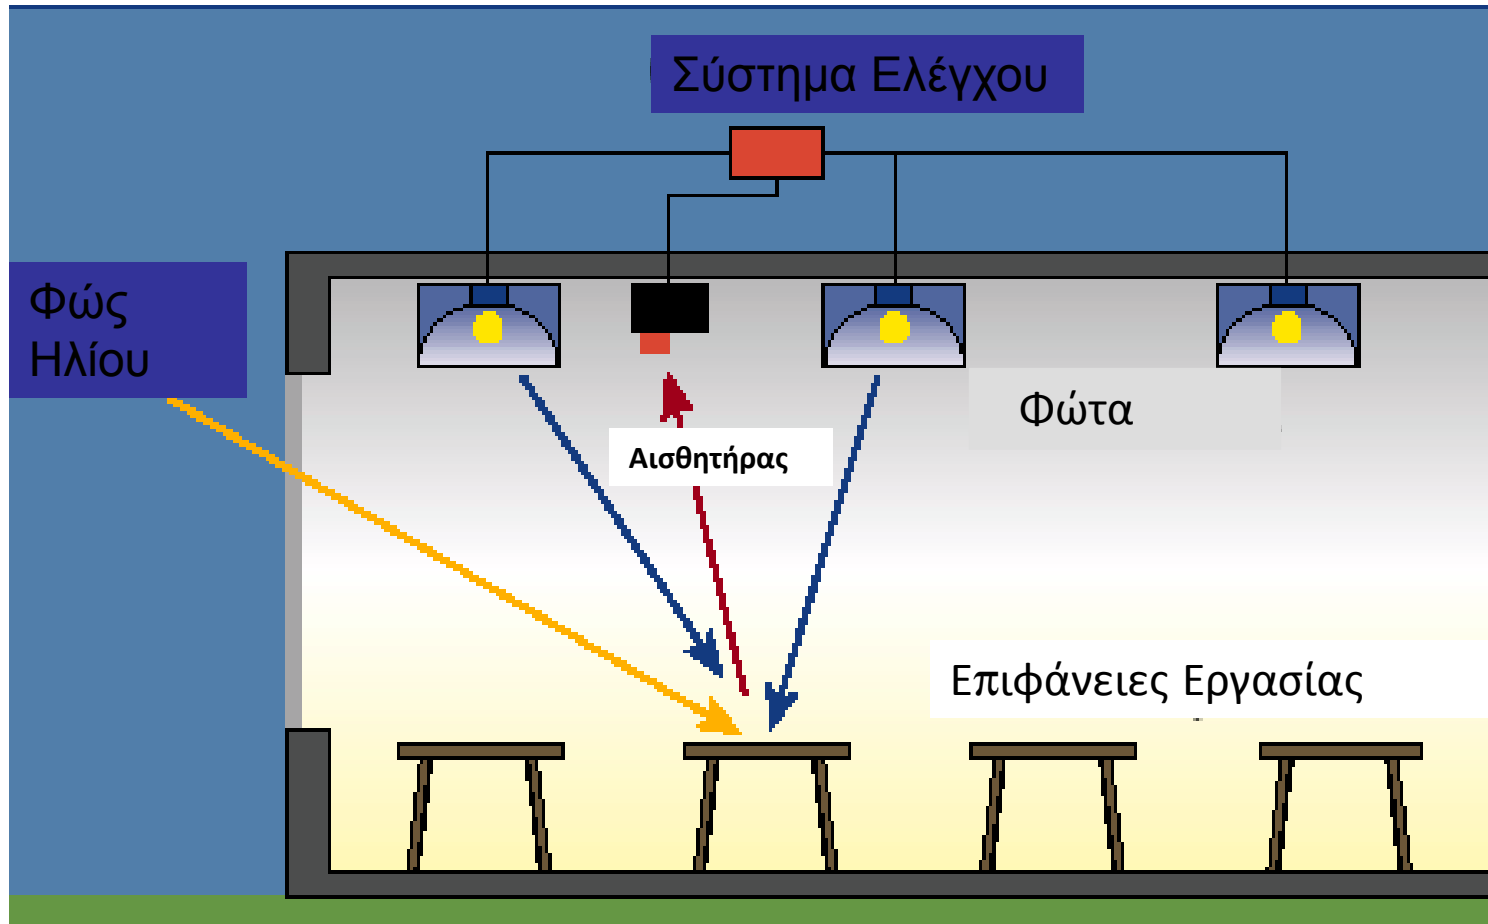 Σύστημα Ελέγχου
Φώς
Ηλίου
Φώτα
Αισθητήρας
Επιφάνειες Εργασίας